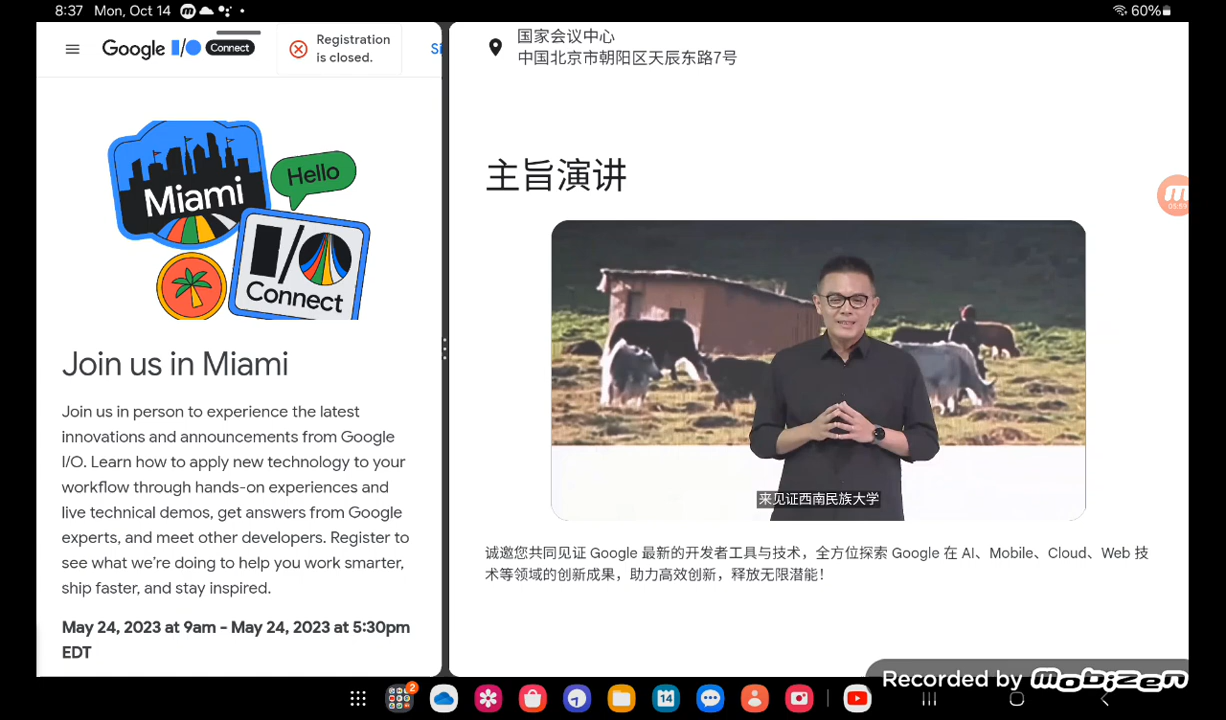 8:37 Mon, Oct 14
60%
Google I/O Connect
Registration
is closed.
Si
Miami
Hello
I/O
Connect
Join us in Miami
Join us in person to experience the latest
innovations and announcements from Google
I/O. Learn how to apply new technology to your
workflow through hands-on experiences and
live technical demos, get answers from Google
experts, and meet other developers. Register to
see what we're doing to help you work smarter,
ship faster, and stay inspired.
May 24, 2023 at 9am - May 24, 2023 at 5:30pm
EDT
国家会议中心
中国北京市朝阳区天辰东路7号
主旨演讲
来见证西南民族大学
诚邀您共同见证 Google 最新的开发者工具与技术，全方位探索 Google 在 AI、Mobile、Cloud、Web 技
术等领域的创新成果，助力高效创新，释放无限潜能！
2
14
Recorded by mobizen